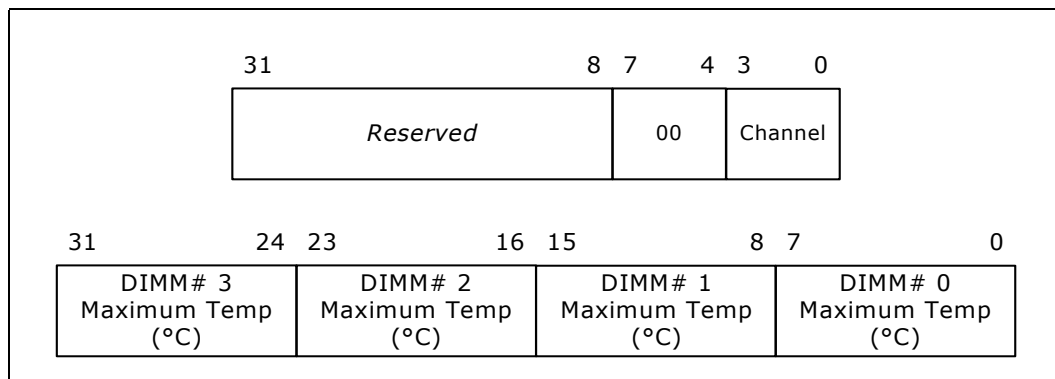 31 8 7 4 3 0
Reserved 00 Channel
31 24 23 16 15 8 7 0
DIMM# 3 DIMM# 2 DIMM# 1 DIMM# 0
Maximum Temp Maximum Temp Maximum Temp Maximum Temp
(°C) (°C) (°C) (°C)